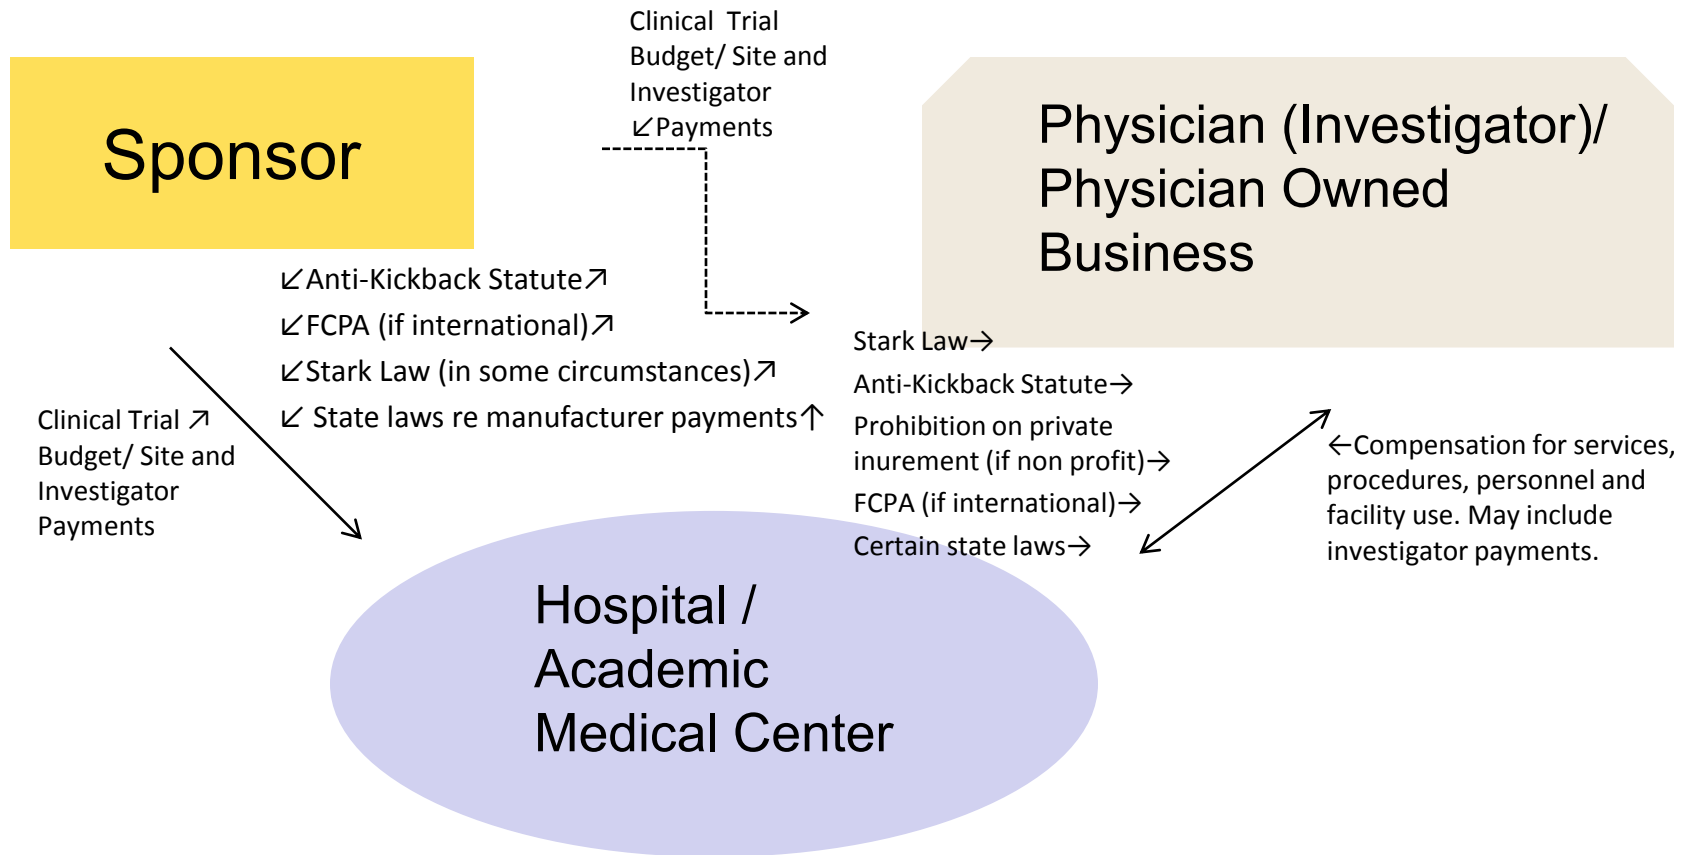 Clinical  Trial
Budget/ Site and
Investigator
↙Payments
Sponsor
Physician (Investigator)/
Physician Owned
Business
↙Anti-Kickback Statute↗
↙FCPA (if international)↗
↙Stark Law (in some circumstances)↗
↙ State laws re manufacturer payments↑
Clinical Trial ↗
Budget/ Site and
Investigator
Payments
Stark Law→
Anti-Kickback Statute→
Prohibition on private
inurement (if non profit)→
FCPA (if international)→
Certain state laws→
←Compensation for services,
procedures, personnel and
facility use. May include
investigator payments.
Hospital /
Academic
Medical Center